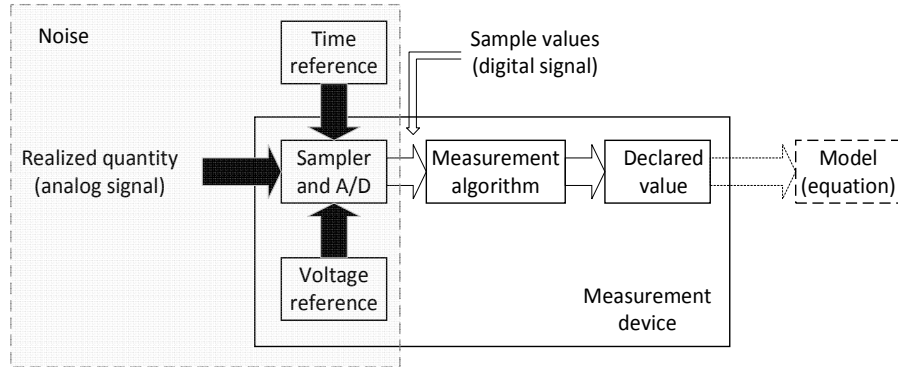 Noise
Time
reference
Sample values
(digital signal)
Realized quantity
(analog signal)
Sampler
and A/D
Measurement
algorithm
Declared
value
Model
(equation)
Voltage
reference
Measurement
device